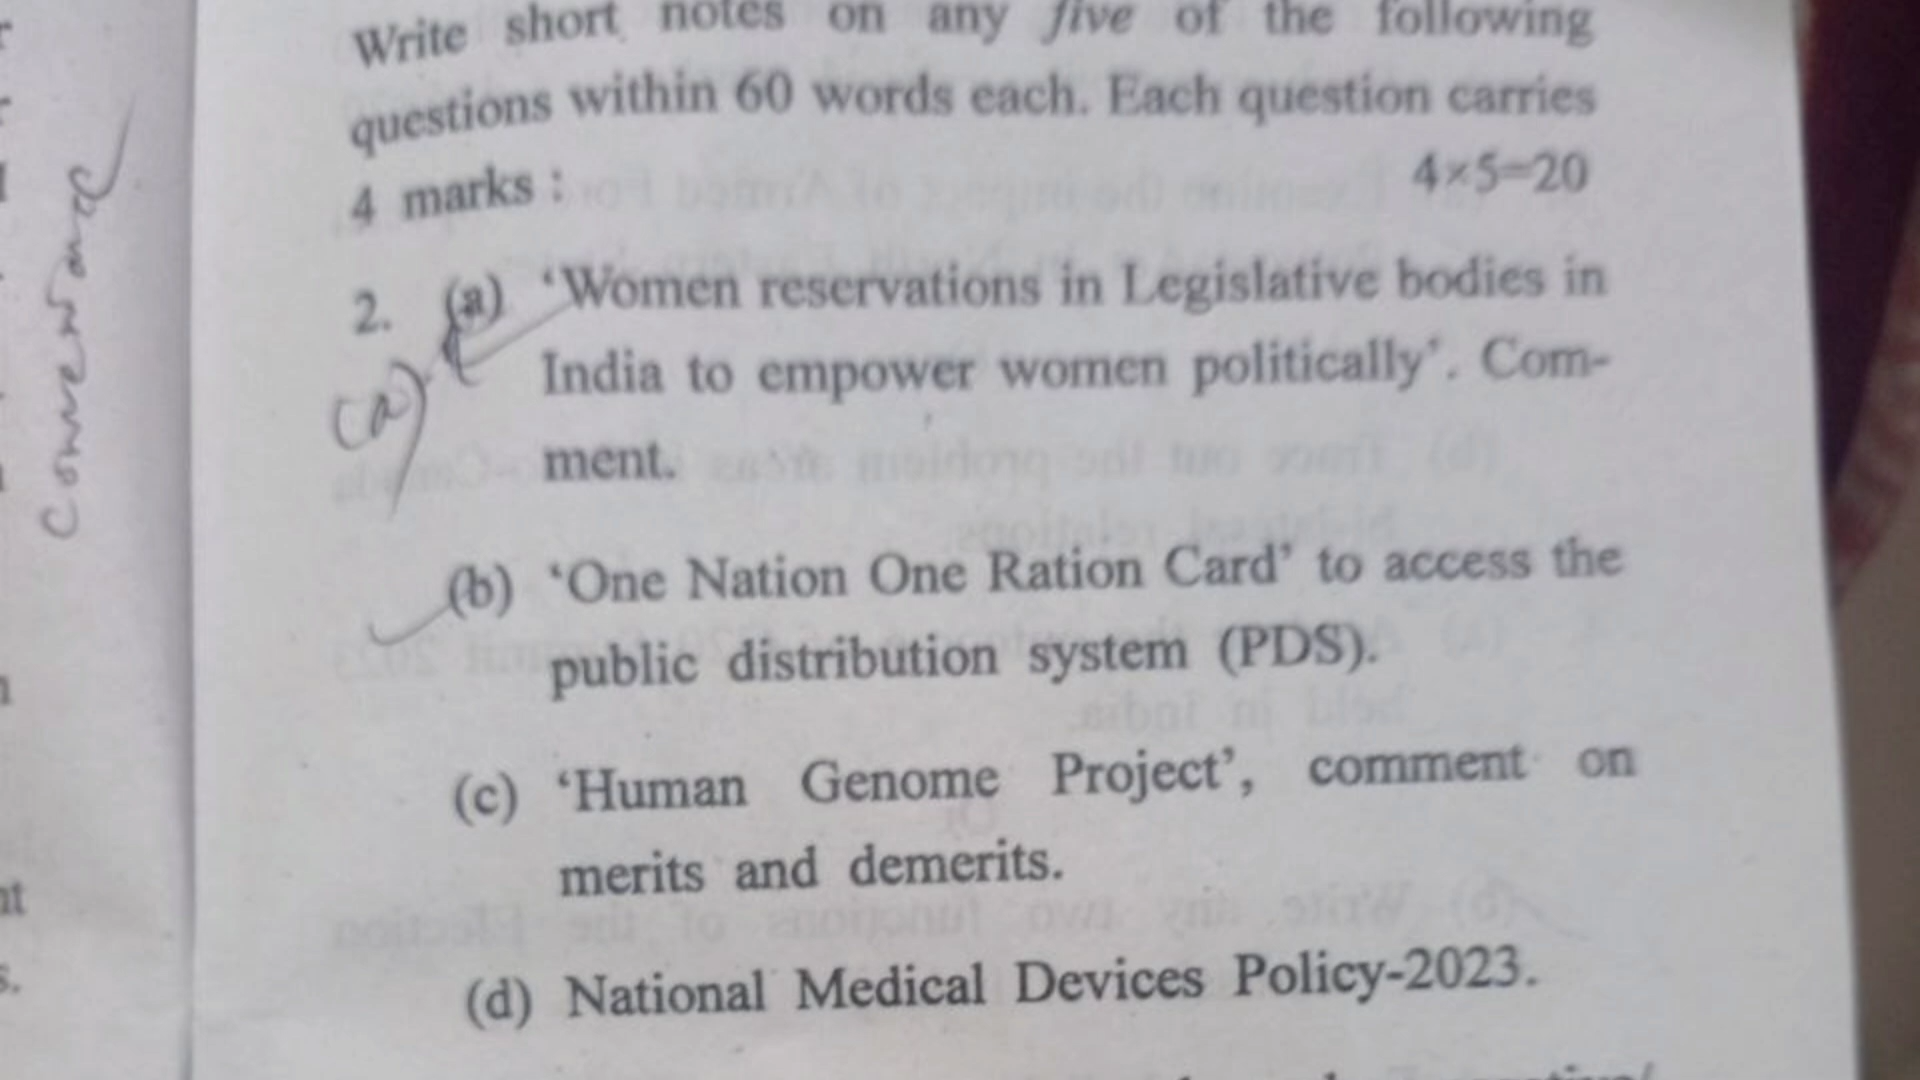 Write short notes on any five of the following
questions within 60 words each. Each question carries
4 marks : 4×5=20
2. (a) 'Women reservations in Legislative bodies in
(a)
India to empower women politically'. Com-
ment.
(b) 'One Nation One Ration Card' to access the
public distribution system (PDS).
(c) 'Human Genome Project', comment on
merits and demerits.
(d) National Medical Devices Policy-2023.